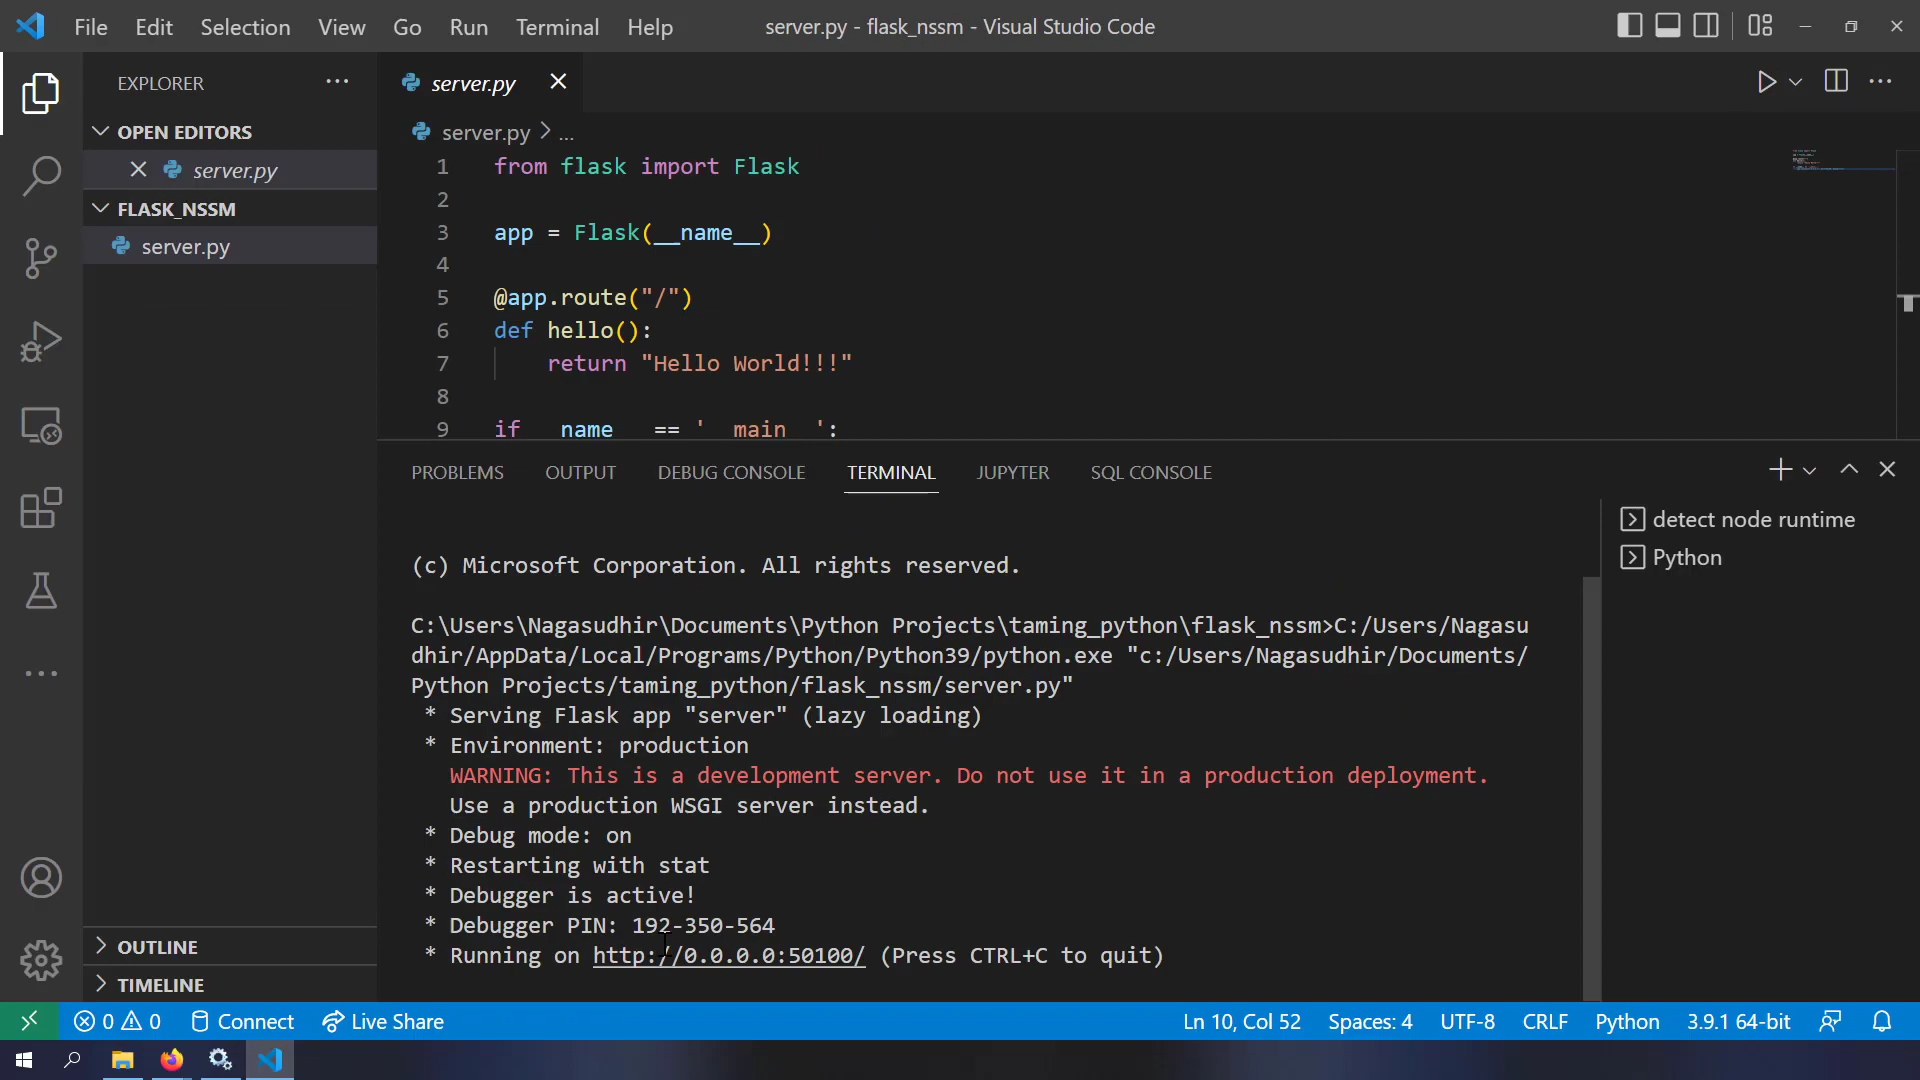 File Edit Selection View Go Run Terminal Help
server.py - flask_nssm - Visual Studio Code
EXPLORER
OPEN EDITORS
server.py
FLASK_NSSM
server.py
OUTLINE
TIMELINE
server.py
server.py > ...
1 from flask import Flask
2
3 app = Flask(__name__)
4
5 @app.route("/")
6 def hello():
7 return "Hello World!!!"
8
9 if __name__ == '__main__':
PROBLEMS OUTPUT DEBUG CONSOLE TERMINAL JUPYTER SQL CONSOLE
(c) Microsoft Corporation. All rights reserved.
C:\Users\Nagasudhir\Documents\Python Projects\taming_python\flask_nssm>C:/Users/Nagasu
dhir/AppData/Local/Programs/Python/Python39/python.exe "c:/Users/Nagasudhir/Documents/
Python Projects/taming_python/flask_nssm/server.py"
* Serving Flask app "server" (lazy loading)
* Environment: production
WARNING: This is a development server. Do not use it in a production deployment.
Use a production WSGI server instead.
* Debug mode: on
* Restarting with stat
* Debugger is active!
* Debugger PIN: 192-350-564
* Running on http://0.0.0.0:50100/ (Press CTRL+C to quit)
detect node runtime
Python
0 0 Connect Live Share
Ln 10, Col 52 Spaces: 4 UTF-8 CRLF Python 3.9.1 64-bit